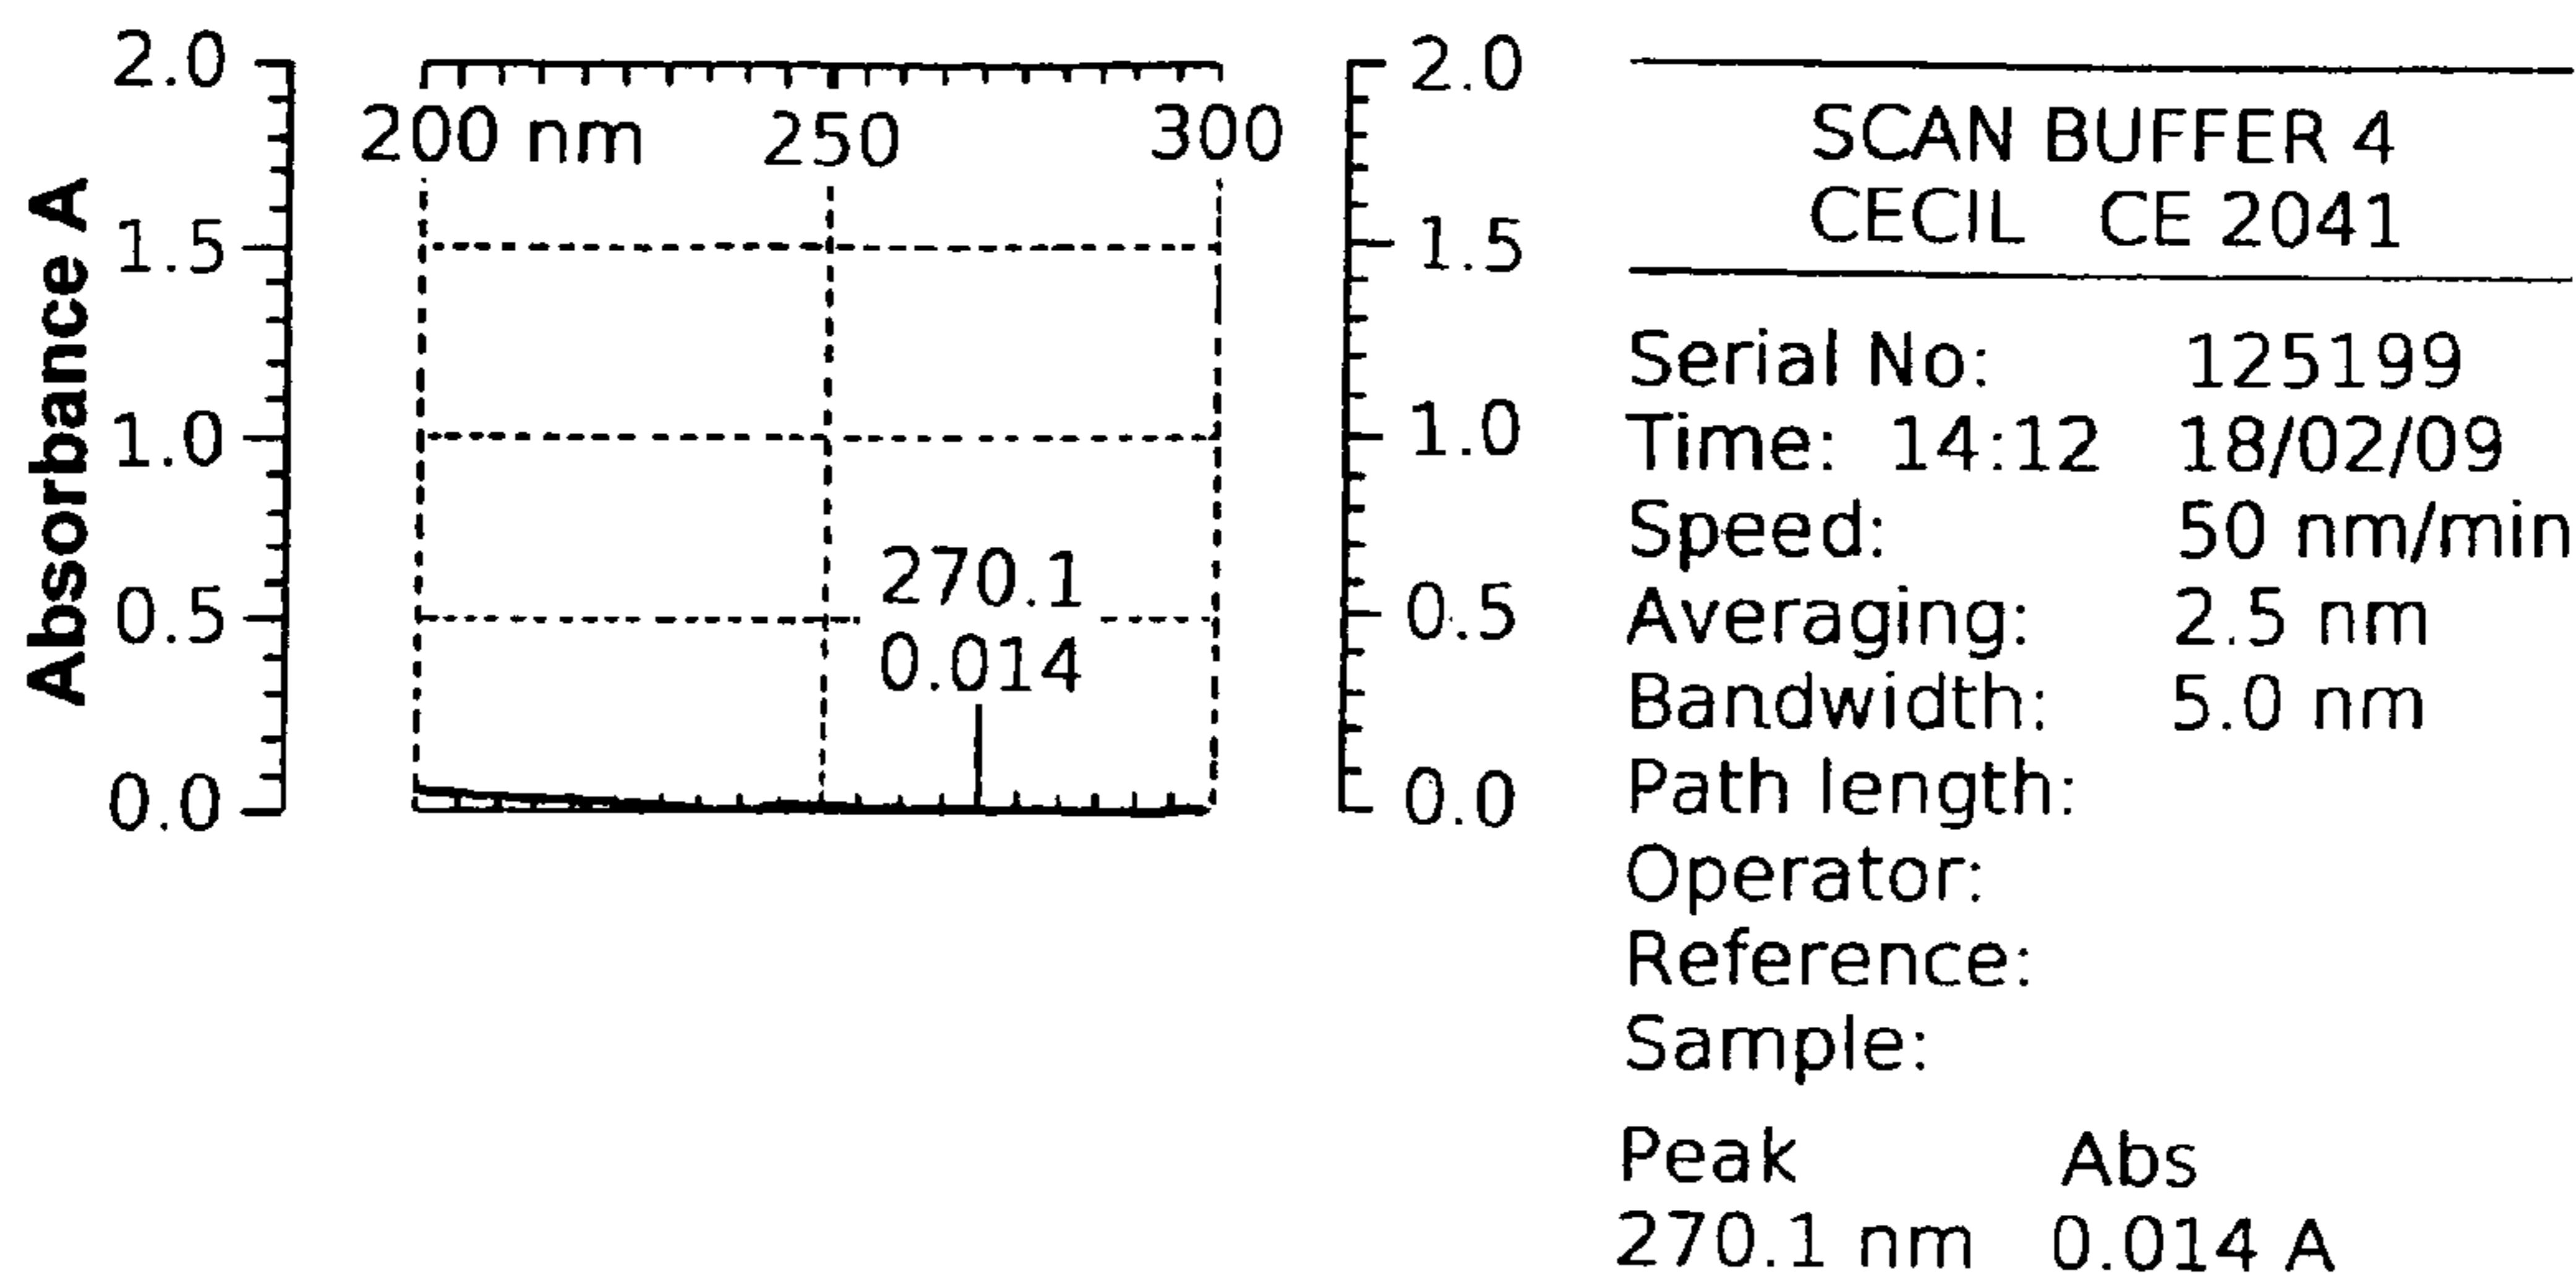 Absorbance A
2.0
1.5
1.0
0.5
0.0
200 nm 250 300
270.1
0.014
2.0
1.5
1.0
0.5
0.0
SCAN BUFFER 4
CECIL CE 2041
Serial No: 125199
Time: 14:12 18/02/09
Speed: 50 nm/min
Averaging: 2.5 nm
Bandwidth: 5.0 nm
Path length:
Operator:
Reference:
Sample:
Peak Abs
270.1 nm 0.014 A